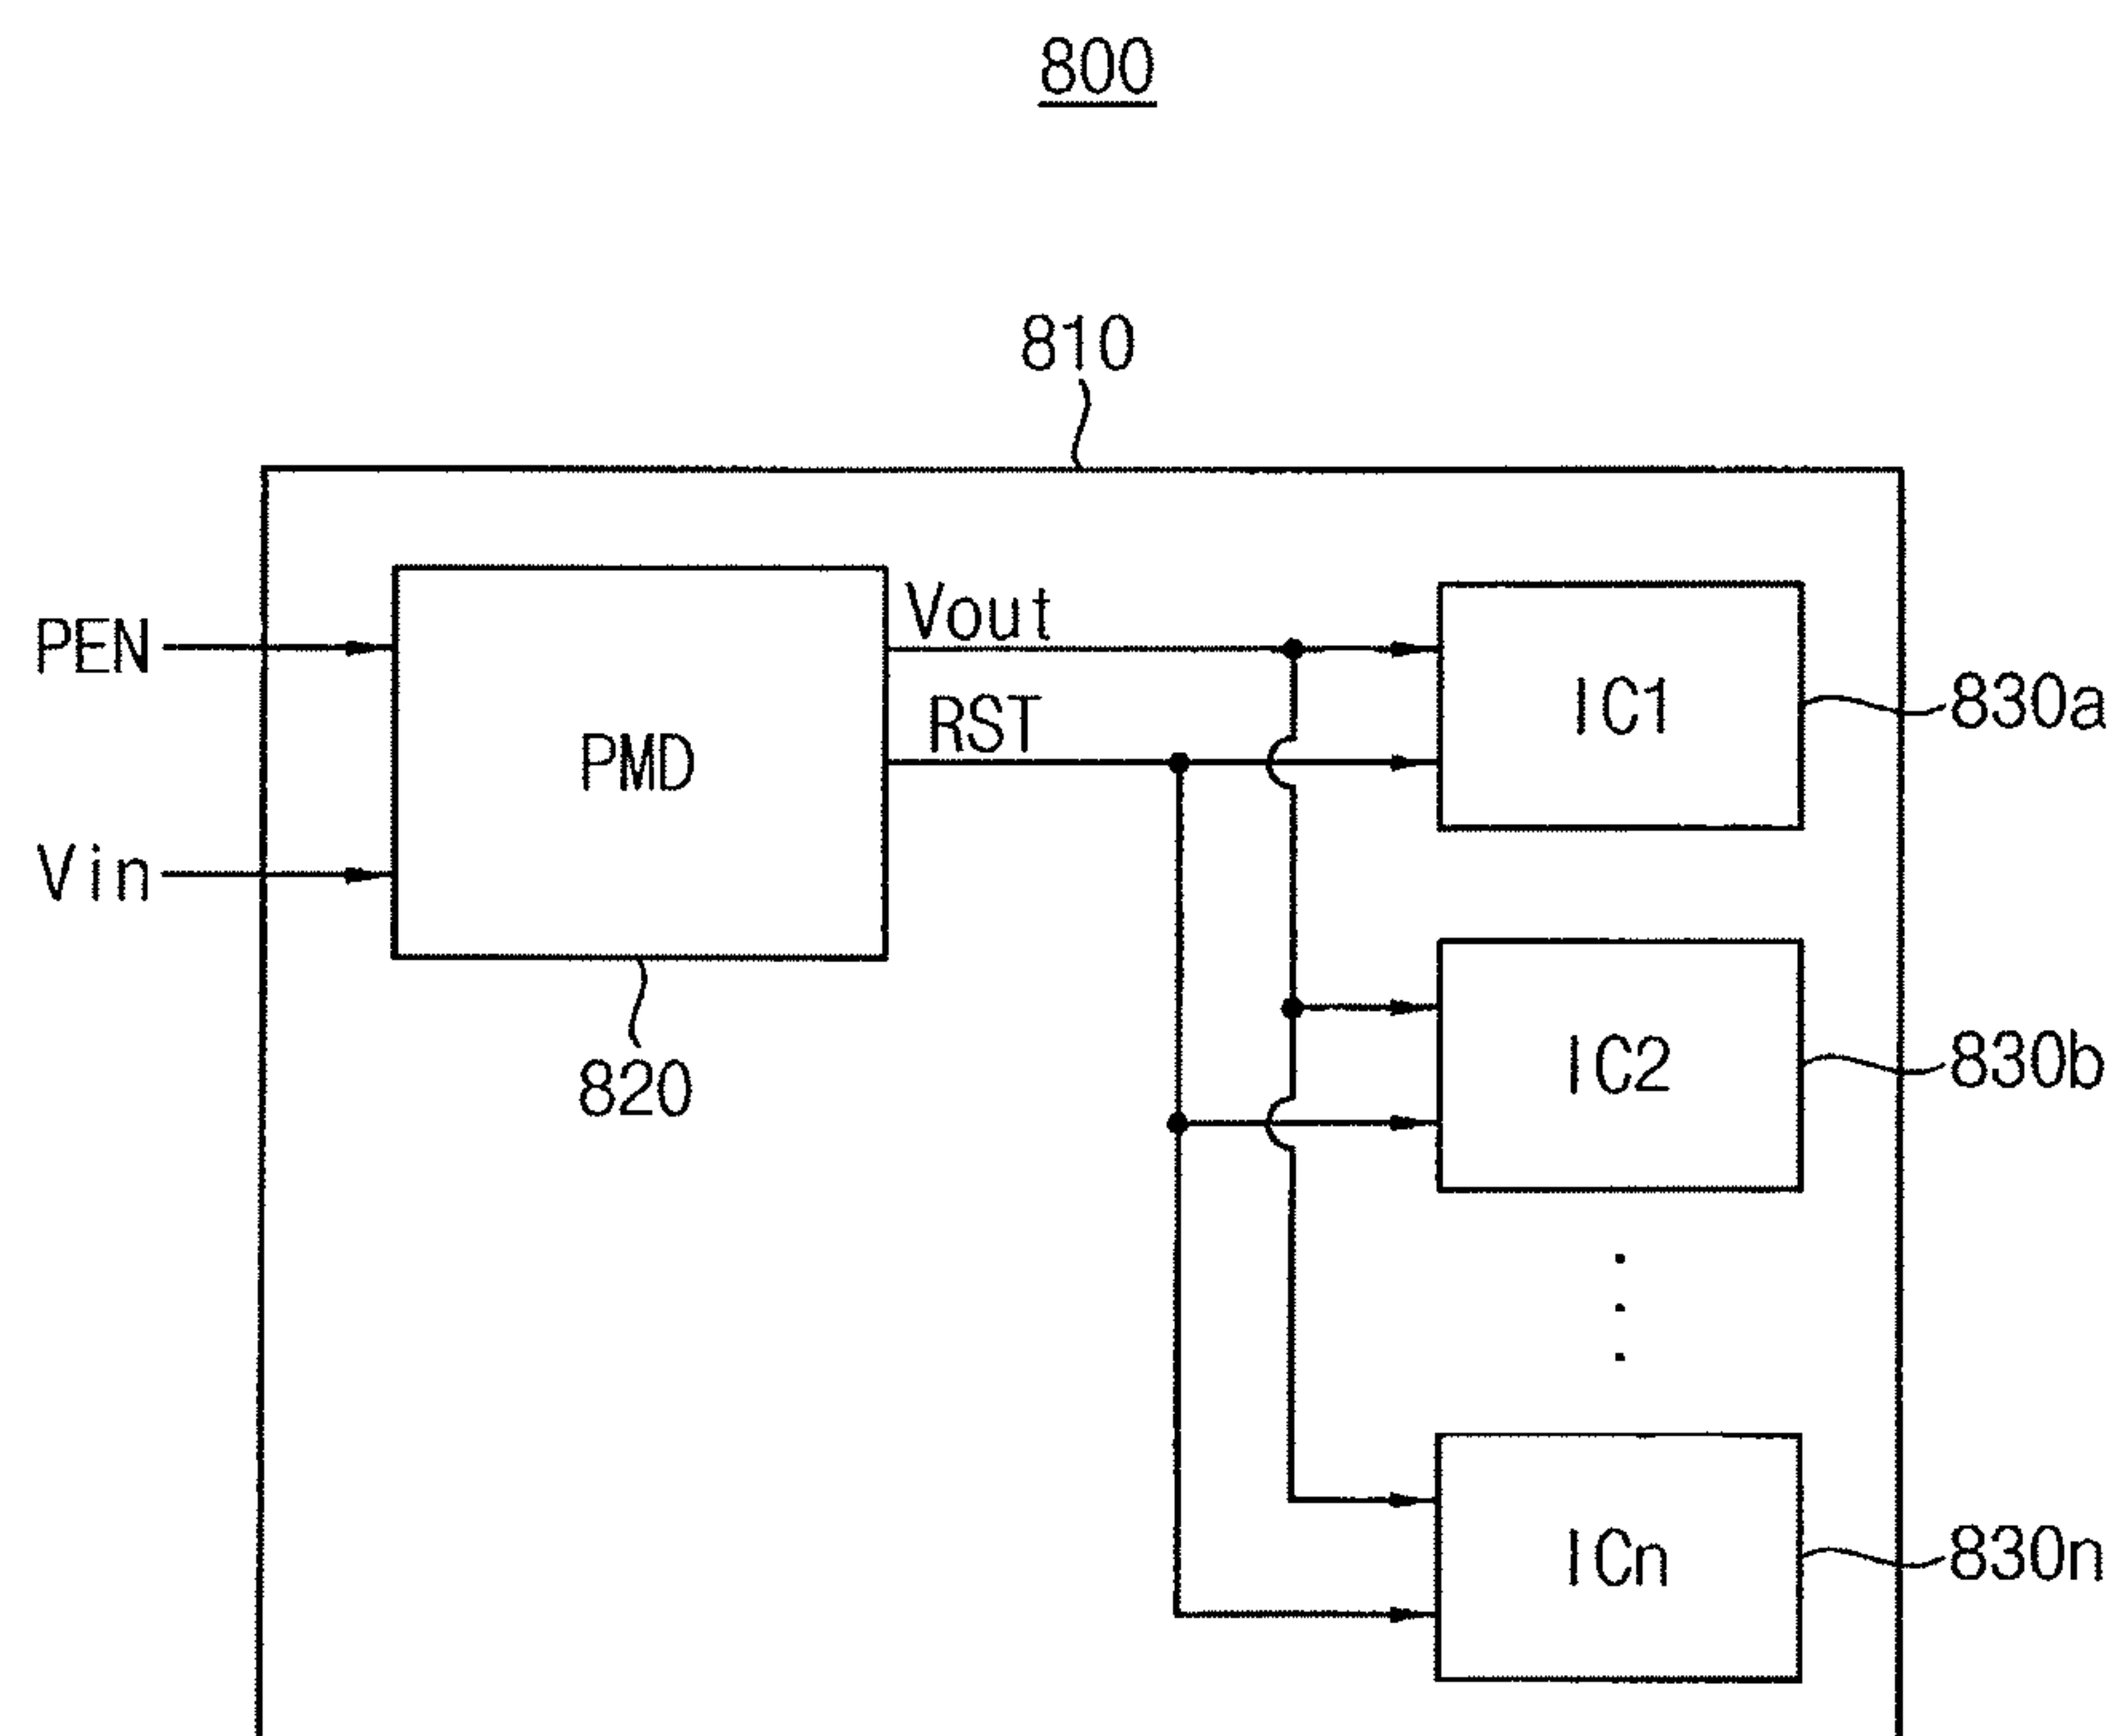 800
810
PEN
Vin
PMD
820
Vout
RST
IC1
830a
IC2
830b
ICn
830n